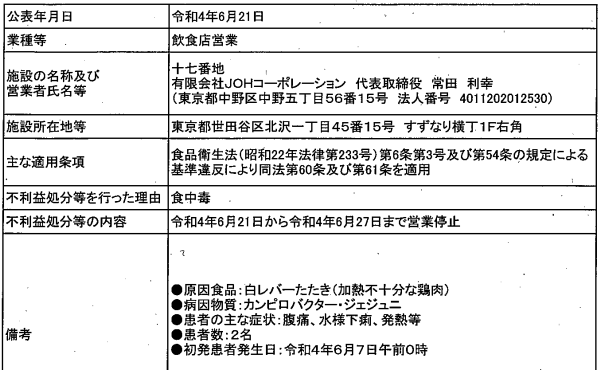 公表年月日 令和4年6月21日
業種等 飲食店営業
施設の名称及び営業者氏名等 十七番地
有限会社JOHコーポレーション 代表取締役 常田 利幸
(東京都中野区中野五丁目56番15号 法人番号 4011202012530)
施設所在地等 東京都世田谷区北沢一丁目45番15号 すずなり横丁1F右角
主な適用条項 食品衛生法(昭和22年法律第233号)第6条第3号及び第54条の規定による
基準違反により同法第60条及び第61条を適用
不利益処分等を行った理由 食中毒
不利益処分等の内容 令和4年6月21日から令和4年6月27日まで営業停止
備考
●原因食品:白レバーたたき(加熱不十分な鶏肉)
●病因物質:カンピロバクター・ジェジュニ
●患者の主な症状:腹痛、水様下痢、発熱等
●患者数:2名
●初発患者発生日:令和4年6月7日午前0時